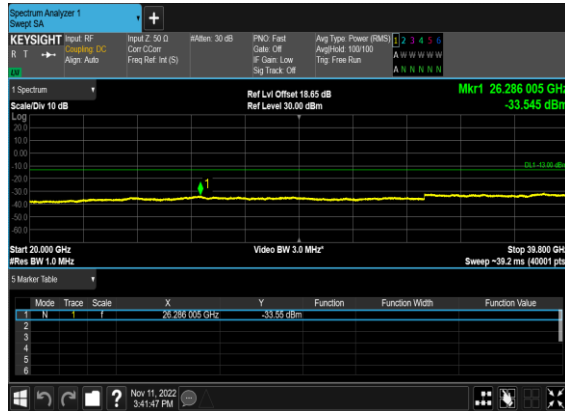 Spectrum Analyzer 1
Swept SA
+
KEYSIGHT Input: RF Input Z: 50 Ω #Atten: 30 dB PNO: Fast Avg Type: Power (RMS) 1 2 3 4 5 6
R T Coupling: DC Corr CCorr Gate: Off Avg|Hold: 100/100 A W W W W W
Align: Auto Freq Ref: Int (S) IF Gain: Low Trig: Free Run
Sig Track: Off A N N N N N
1 Spectrum Ref Lvl Offset 18.65 dB Mkr1 26.286 005 GHz
Scale/Div 10 dB Ref Level 30.00 dBm -33.545 dBm
Log
20.0
10.0
0.00
-10.0 DL1 -13.00 dBm
-20.0
-30.0 1
-40.0
-50.0
-60.0
Start 20.000 GHz Video BW 3.0 MHz* Stop 39.800 GHz
#Res BW 1.0 MHz Sweep ~39.2 ms (40001 pts)
5 Marker Table
Mode Trace Scale X Y Function Function Width Function Value
1 N 1 f 26.286 005 GHz -33.55 dBm
2
3
4
5
6
? Nov 11, 2022
3:41:47 PM